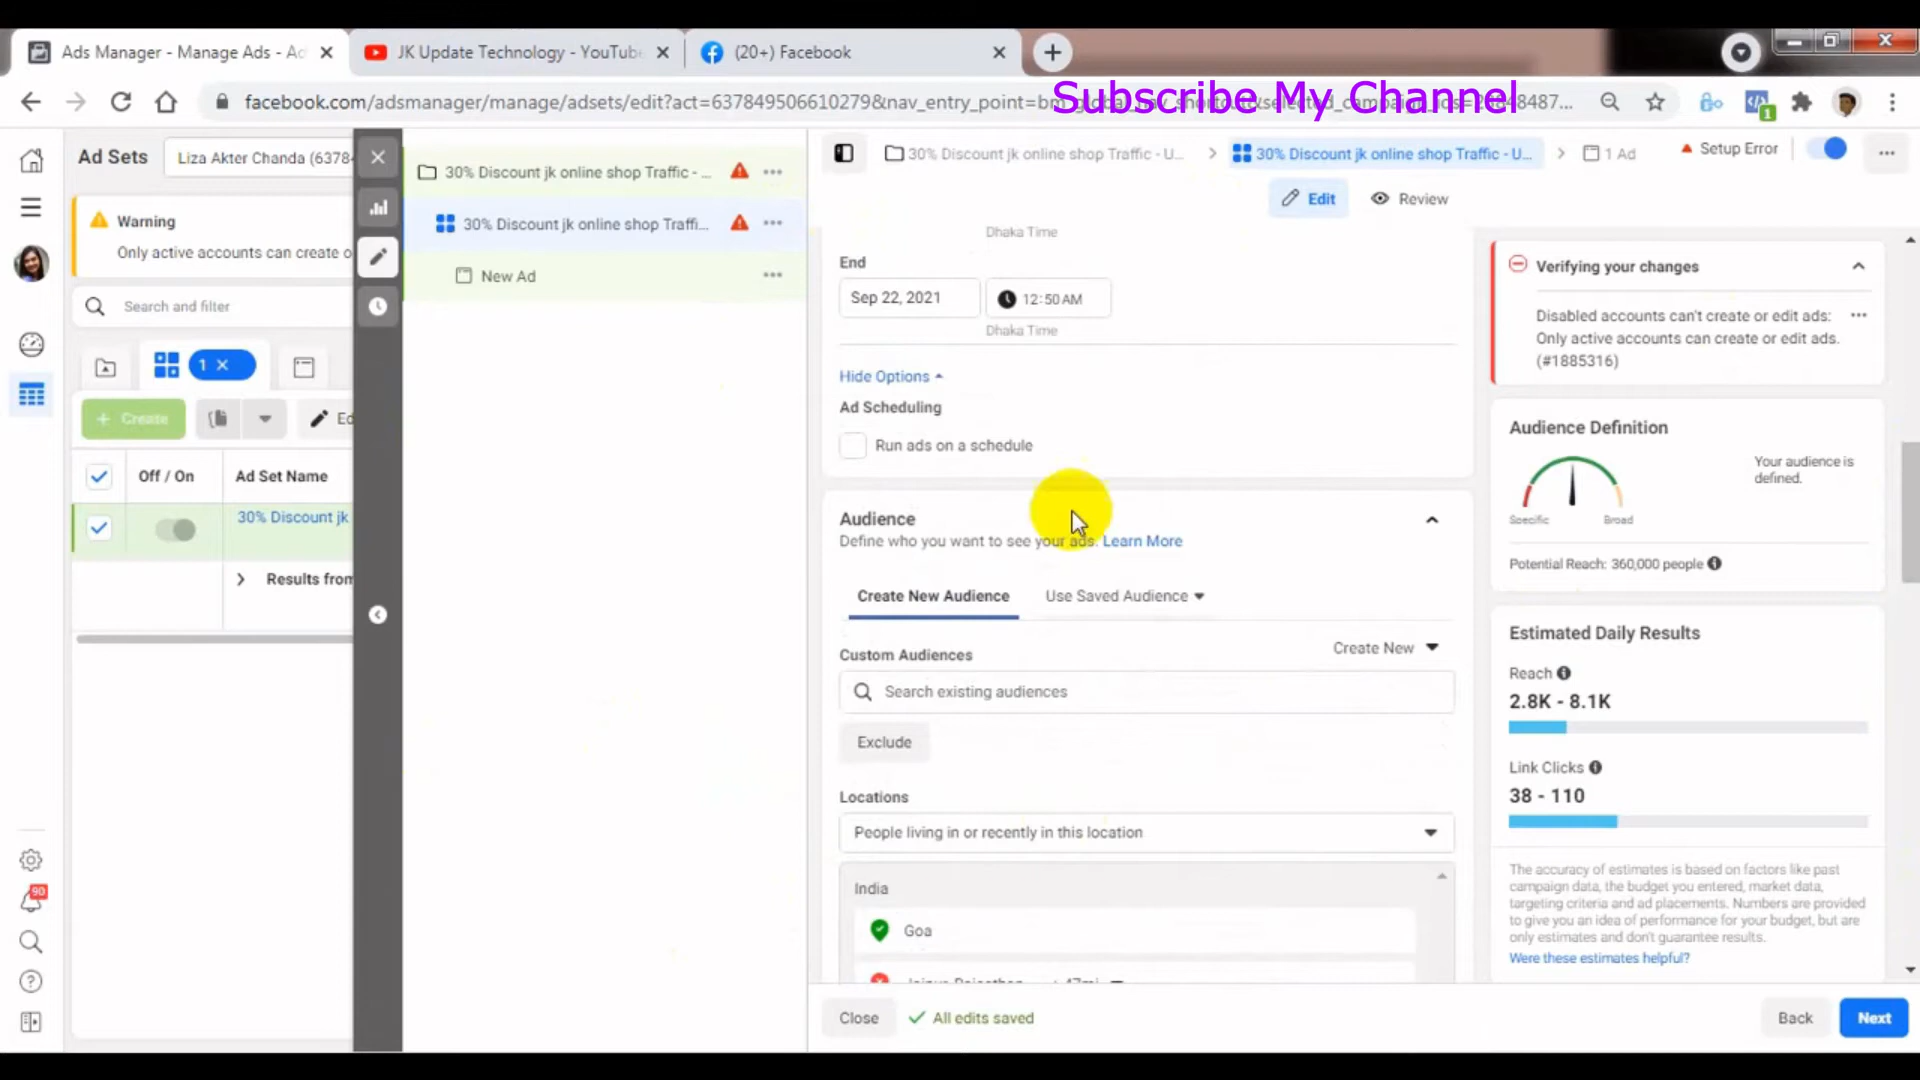 Ads Manager - Manage Ads - Ad
JK Update Technology - YouTube
(20+) Facebook
Subscribe My Channel
facebook.com/adsmanager/manage/adsets/edit?act=637849506610279&nav_entry_point=bm
Ad Sets
Liza Akter Chanda (6378
30% Discount jk online shop Traffic - ...
30% Discount jk online shop Traffic - U...
30% Discount jk online shop Traffic - U...
1 Ad
Setup Error
Edit
Review
Warning
Only active accounts can create o
30% Discount jk online shop Traffi...
New Ad
Search and filter
1
Create
Ed
Off / On
Ad Set Name
30% Discount jk
Results from
90
Dhaka Time
End
Sep 22, 2021
12:50 AM
Dhaka Time
Hide Options
Ad Scheduling
Run ads on a schedule
Audience
Define who you want to see your ads. Learn More
Create New Audience
Use Saved Audience
Custom Audiences
Create New
Search existing audiences
Exclude
Locations
People living in or recently in this location
India
Goa
Close
All edits saved
Back
Next
Verifying your changes
Disabled accounts can't create or edit ads:
Only active accounts can create or edit ads.
(#1885316)
Audience Definition
Your audience is
defined.
Specific
Broad
Potential Reach: 360,000 people
Estimated Daily Results
Reach
2.8K - 8.1K
Link Clicks
38 - 110
The accuracy of estimates is based on factors like past
campaign data, the budget you entered, market data,
targeting criteria and ad placements. Numbers are provided
to give you an idea of performance for your budget, but are
only estimates and don't guarantee results.
Were these estimates helpful?